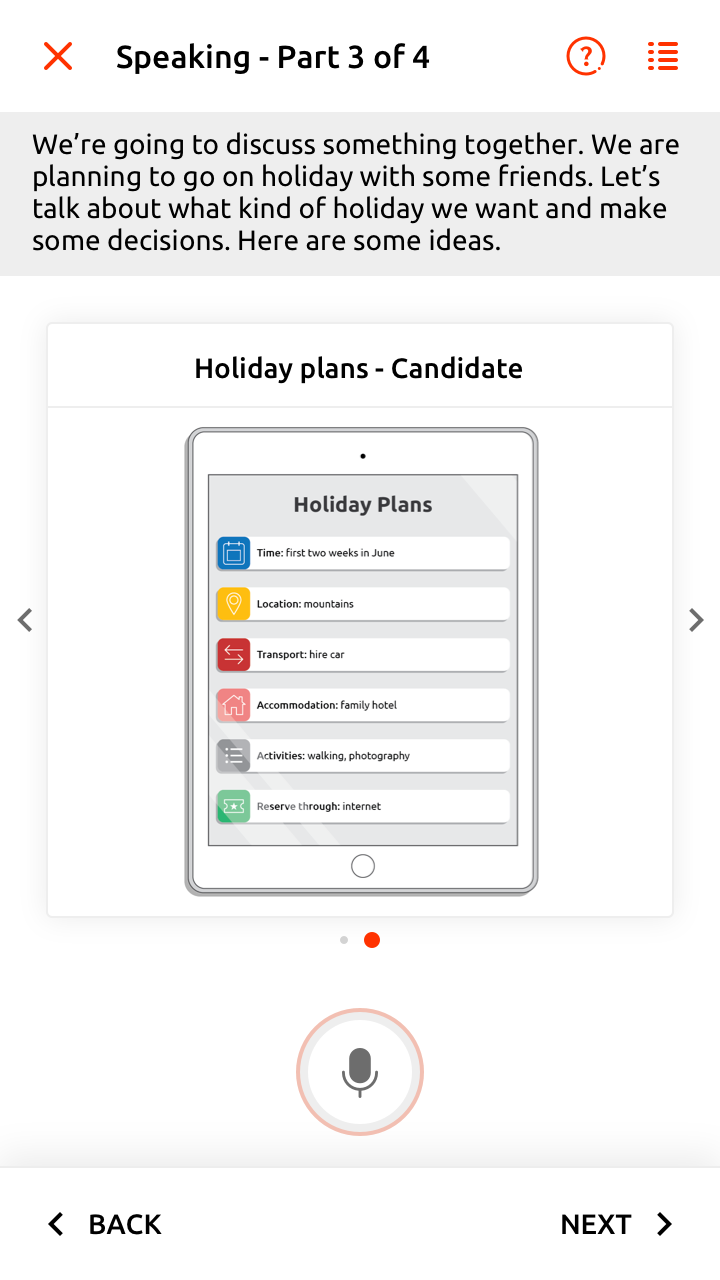 Speaking - Part 3 of 4
?
We’re going to discuss something together. We are
planning to go on holiday with some friends. Let’s
talk about what kind of holiday we want and make
some decisions. Here are some ideas.
Holiday plans - Candidate
Holiday Plans
Time: first two weeks in June
Location: mountains
Transport: hire car
Accommodation: family hotel
Activities: walking, photography
Reserve through: internet
BACK
NEXT